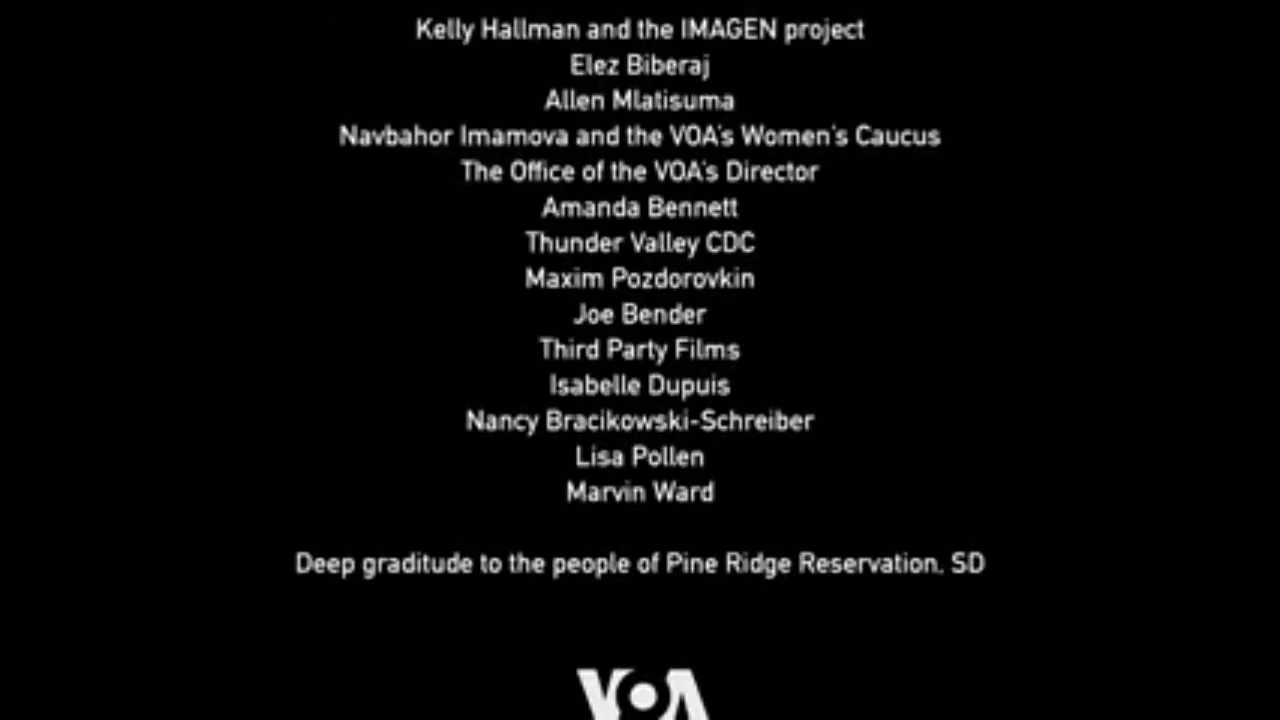 Kelly Hallman and the IMAGEN project
Elez Biberaj
Allen Mlatisuma
Navbahor Imamova and the VOA's Women's Caucus
The Office of the VOA's Director
Amanda Bennett
Thunder Valley CDC
Maxim Pozdorovkin
Joe Bender
Third Party Films
Isabelle Dupuis
Nancy Bracikowski-Schreiber
Lisa Pollen
Marvin Ward
Deep graditude to the people of Pine Ridge Reservation, SD
VOA